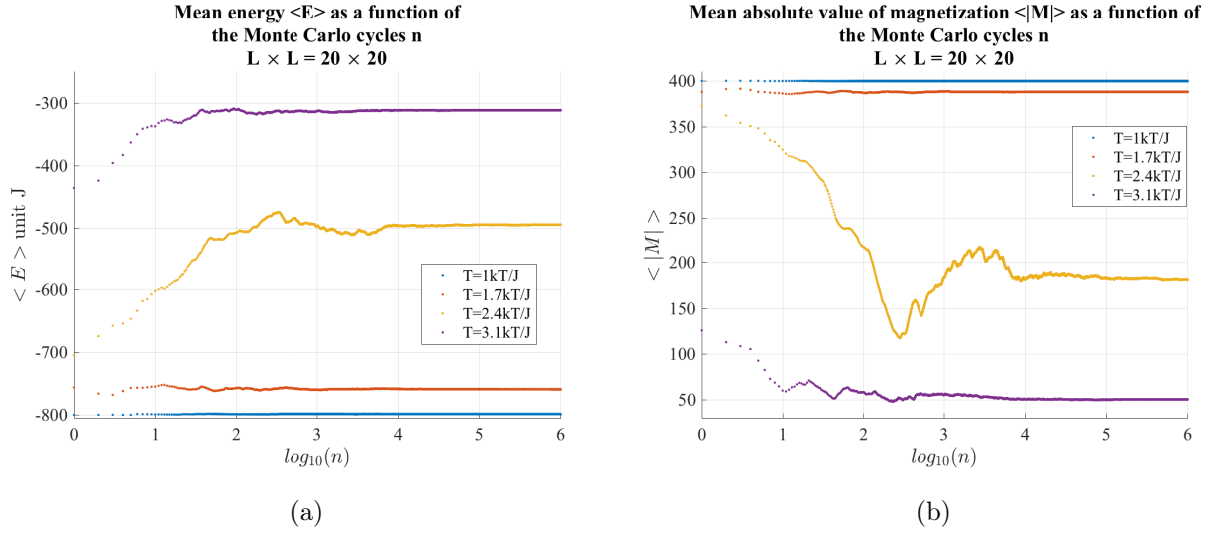 Mean energy <E> as a function of
the Monte Carlo cycles n
L × L = 20 × 20
-300
-400
-500
-600
-700
-800
< E > unit J
T=1kT/J
T=1.7kT/J
T=2.4kT/J
T=3.1kT/J
0 1 2 3 4 5 6
log10(n)
(a)
Mean absolute value of magnetization <|M|> as a function of
the Monte Carlo cycles n
L × L = 20 × 20
400
350
300
250
200
150
100
50
< |M| >
T=1kT/J
T=1.7kT/J
T=2.4kT/J
T=3.1kT/J
0 1 2 3 4 5 6
log10(n)
(b)